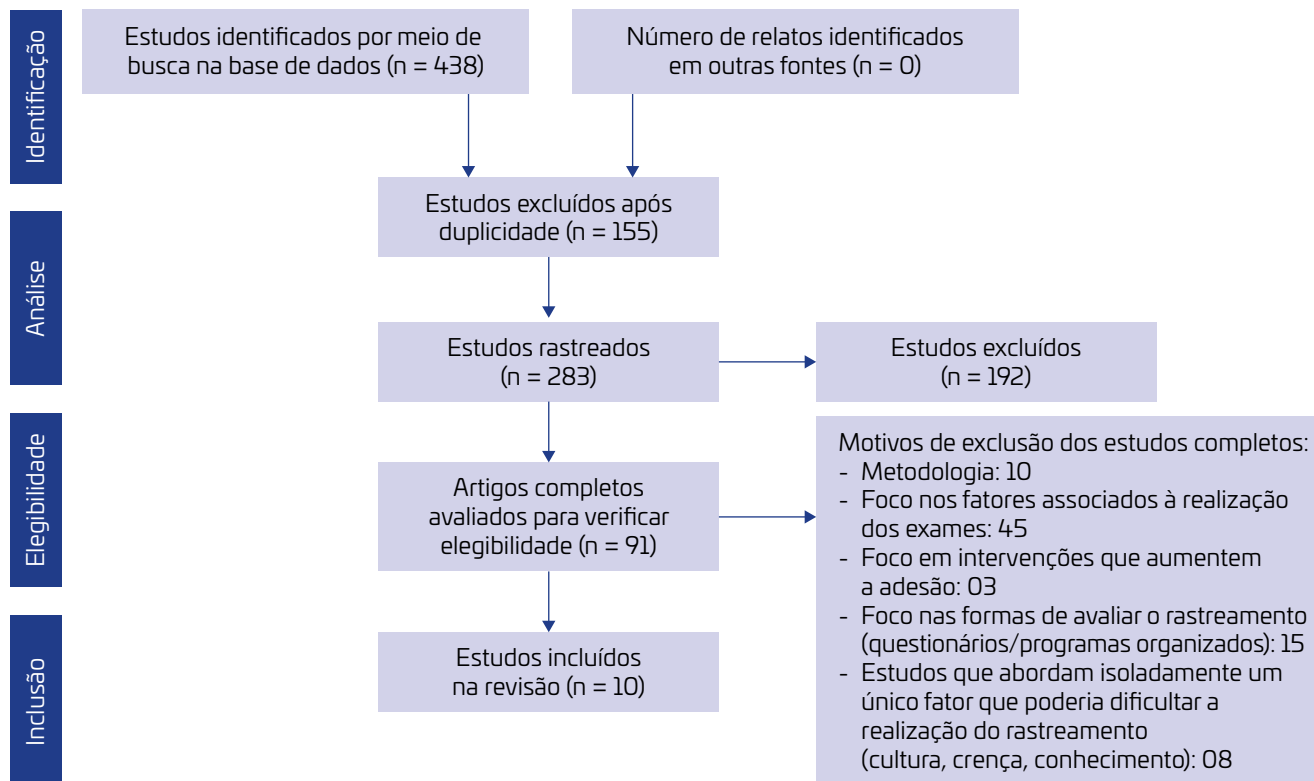 Identificação
Estudos identificados por meio de
busca na base de dados (n = 438)
Número de relatos identificados
em outras fontes (n = 0)
Análise
Estudos excluídos após
duplicidade (n = 155)
Estudos rastreados
(n = 283)
Estudos excluídos
(n = 192)
Elegibilidade
Artigos completos
avaliados para verificar
elegibilidade (n = 91)
Motivos de exclusão dos estudos completos:
- Metodologia: 10
- Foco nos fatores associados à realização
dos exames: 45
- Foco em intervenções que aumentem
a adesão: 03
- Foco nas formas de avaliar o rastreamento
(questionários/programas organizados): 15
- Estudos que abordam isoladamente um
único fator que poderia dificultar a
realização do rastreamento
(cultura, crença, conhecimento): 08
Inclusão
Estudos incluídos
na revisão (n = 10)